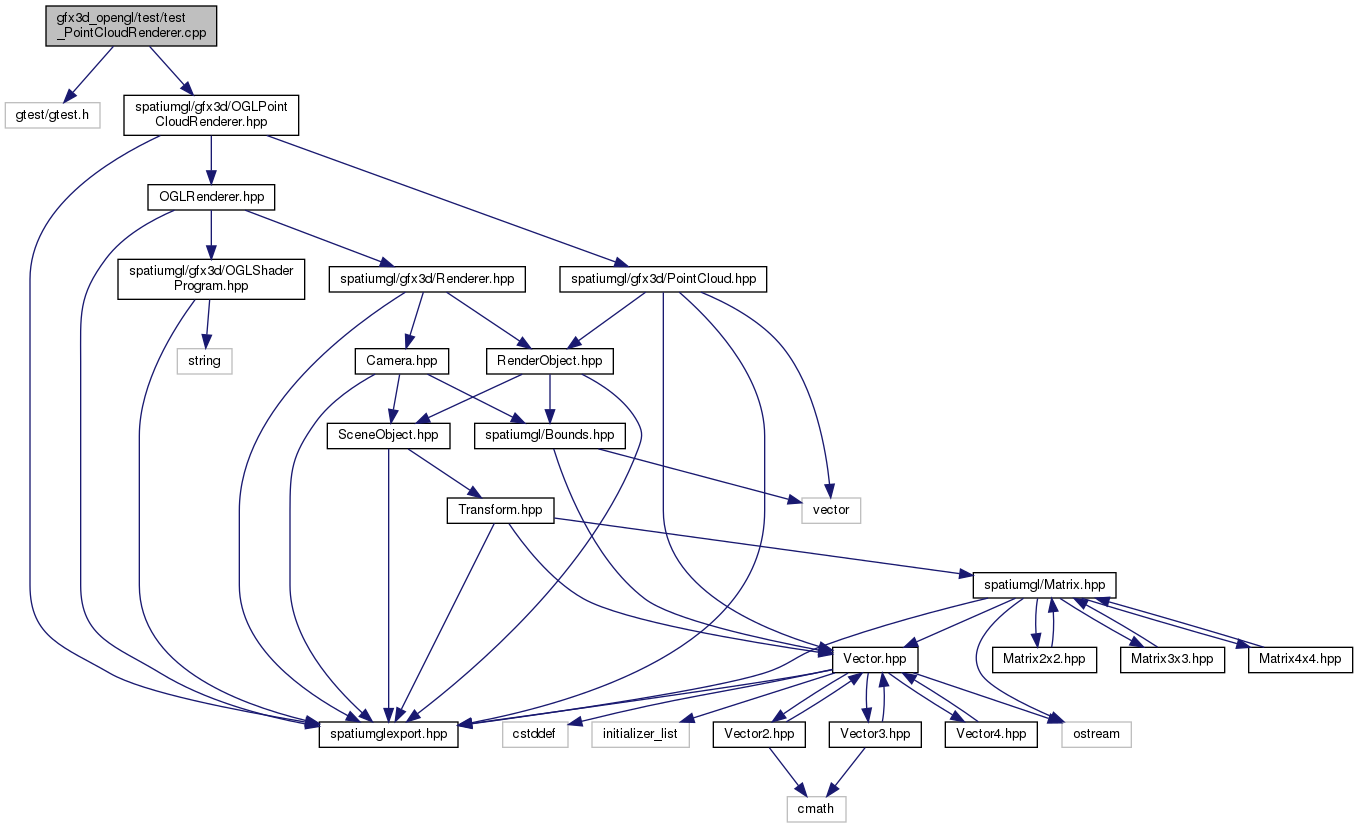 gfx3d_opengl/test/test
_PointCloudRenderer.cpp
gtest/gtest.h
spatiumgl/gfx3d/OGLPoint
CloudRenderer.hpp
OGLRenderer.hpp
spatiumgl/gfx3d/OGLShader
Program.hpp
spatiumgl/gfx3d/Renderer.hpp
spatiumgl/gfx3d/PointCloud.hpp
string
Camera.hpp
RenderObject.hpp
SceneObject.hpp
spatiumgl/Bounds.hpp
Transform.hpp
vector
spatiumgl/Matrix.hpp
Vector.hpp
Matrix2x2.hpp
Matrix3x3.hpp
Matrix4x4.hpp
spatiumglexport.hpp
cstddef
initializer_list
Vector2.hpp
Vector3.hpp
Vector4.hpp
ostream
cmath